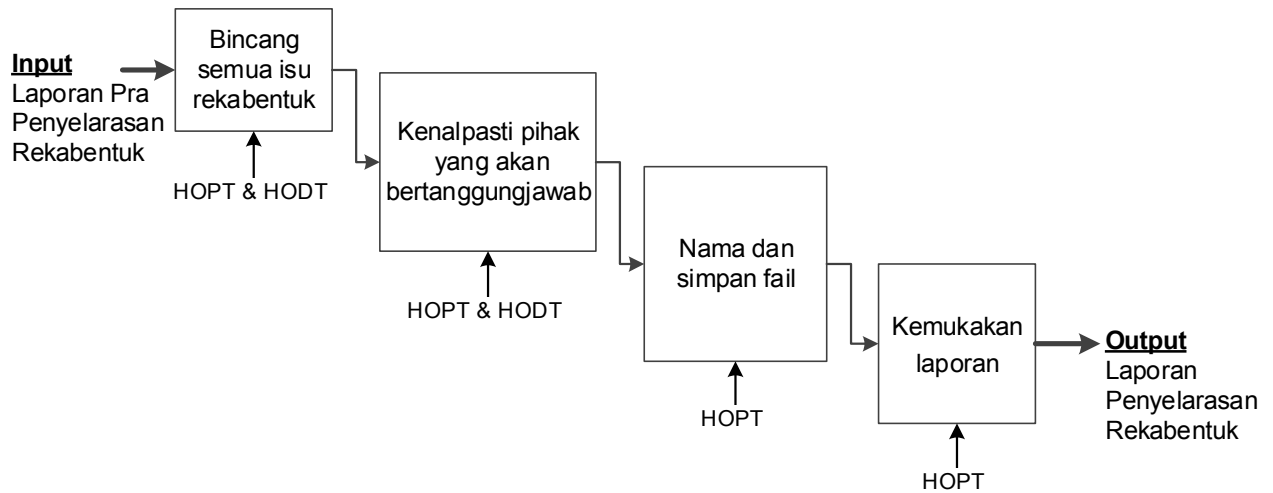 Input
Laporan Pra
Penyelarasan
Rekabentuk
Bincang
semua isu
rekabentuk
HOPT & HODT
Kenalpasti pihak
yang akan
bertanggungjawab
HOPT & HODT
Nama dan
simpan fail
HOPT
Kemukakan
laporan
HOPT
Output
Laporan
Penyelarasan
Rekabentuk